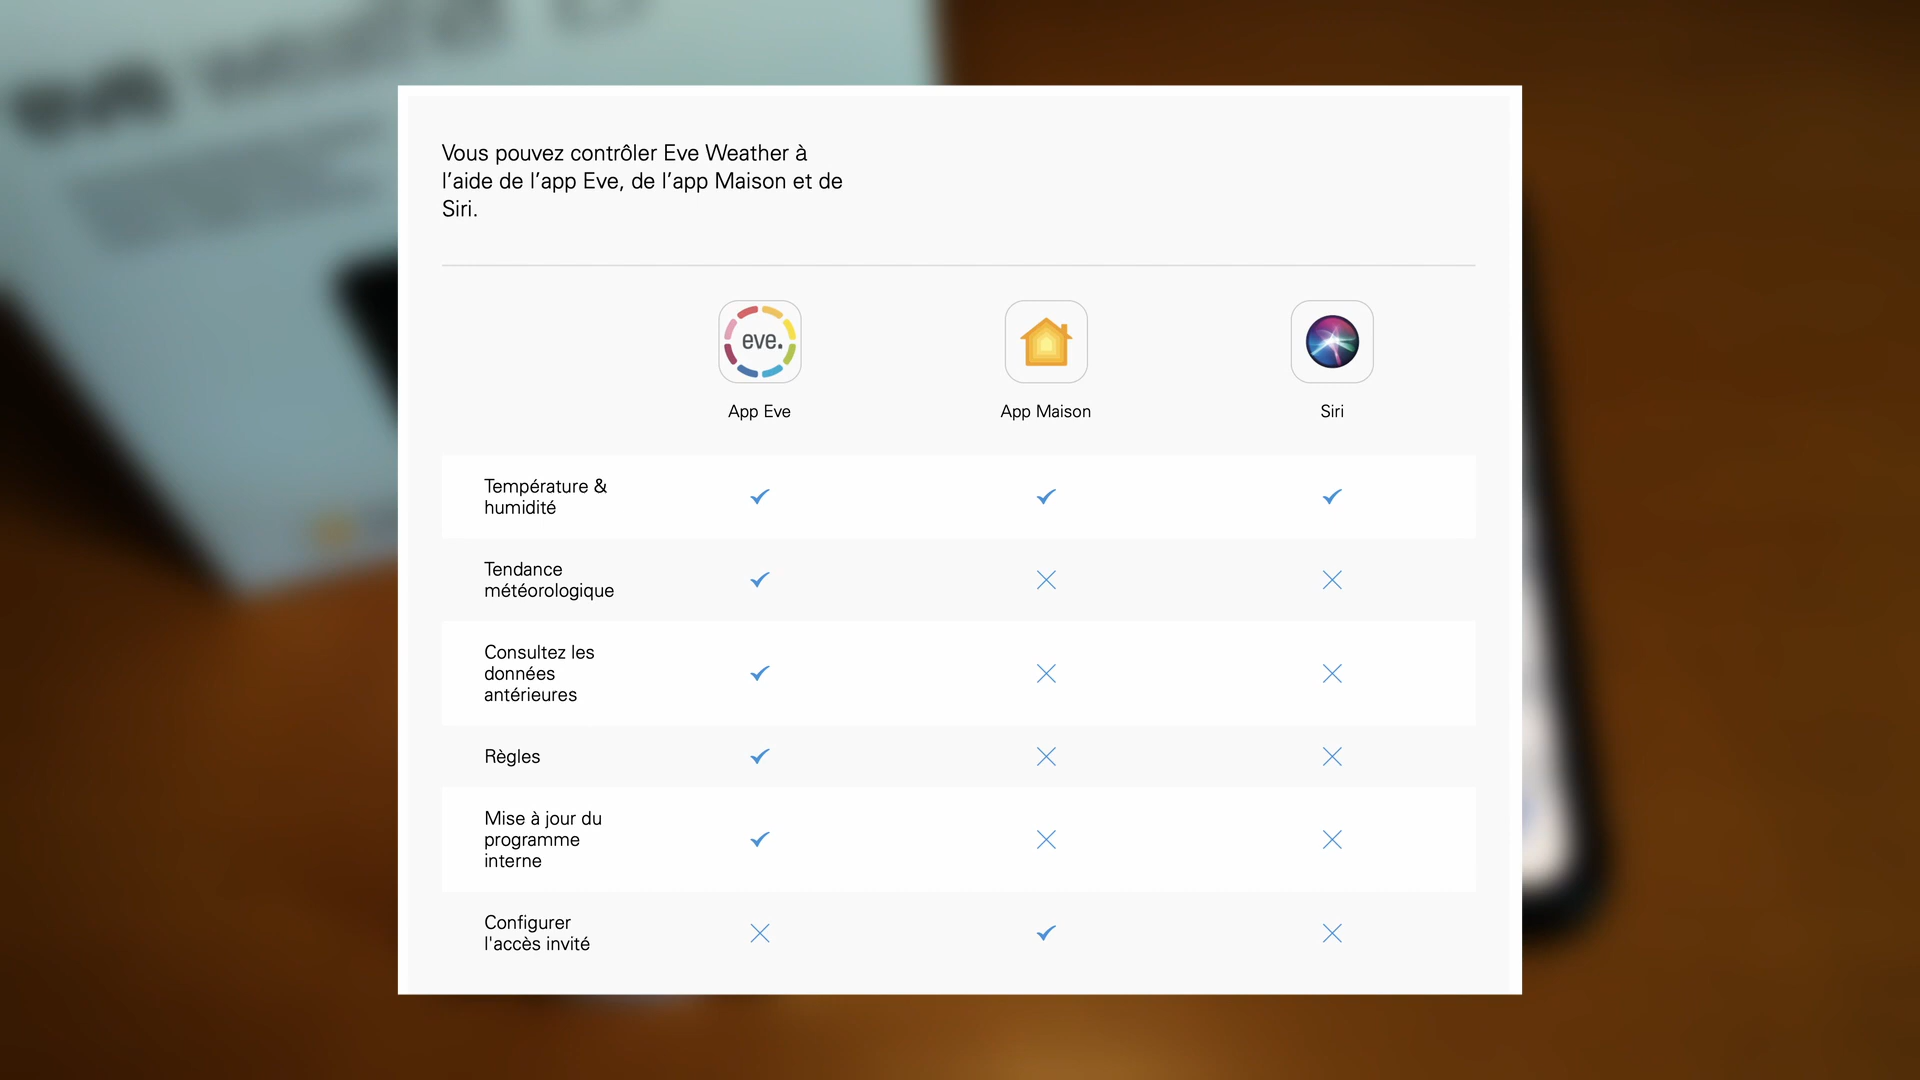 Vous pouvez contrôler Eve Weather à
l’aide de l’app Eve, de l’app Maison et de
Siri.
eve.
App Eve
App Maison
Siri
Température &
humidité
Tendance
météorologique
Consultez les
données
antérieures
Règles
Mise à jour du
programme
interne
Configurer
l'accès invité